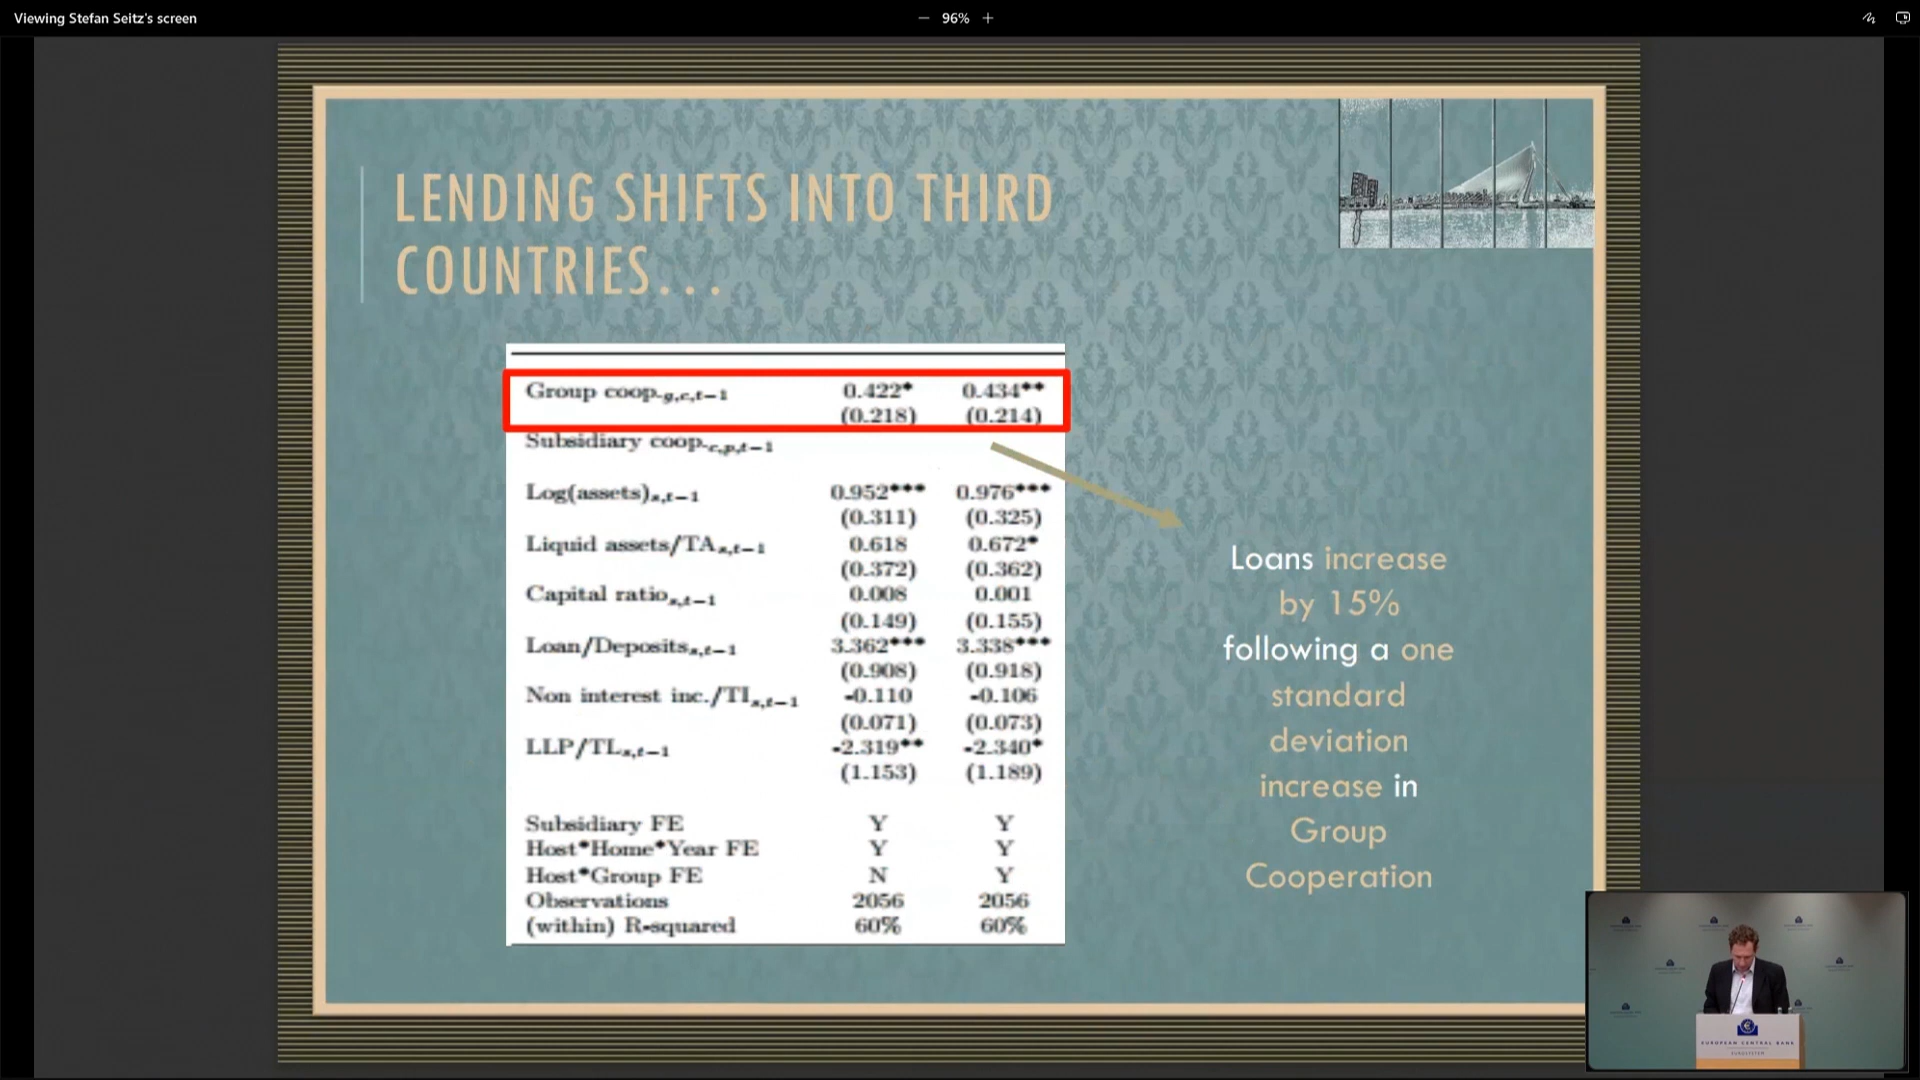 Viewing Stefan Seitz's screen
96%
LENDING SHIFTS INTO THIRD
COUNTRIES...
Group coop.g,c,t−1 0.422* 0.434**
(0.218) (0.214)
Subsidiary coop.c,p,t−1
Log(assets)s,t−1 0.952*** 0.976***
(0.311) (0.325)
Liquid assets/TAs,t−1 0.618 0.672*
(0.372) (0.362)
Capital ratios,t−1 0.008 0.001
(0.149) (0.155)
Loan/Depositss,t−1 3.362*** 3.338***
(0.908) (0.918)
Non interest inc./TIs,t−1 -0.110 -0.106
(0.071) (0.073)
LLP/TLs,t−1 -2.319** -2.340*
(1.153) (1.189)
Subsidiary FE Y Y
Host*Home*Year FE Y Y
Host*Group FE N Y
Observations 2056 2056
(within) R-squared 60% 60%
Loans increase
by 15%
following a one
standard
deviation
increase in
Group
Cooperation
EUROPEAN CENTRAL BANK
EUROSYSTEM